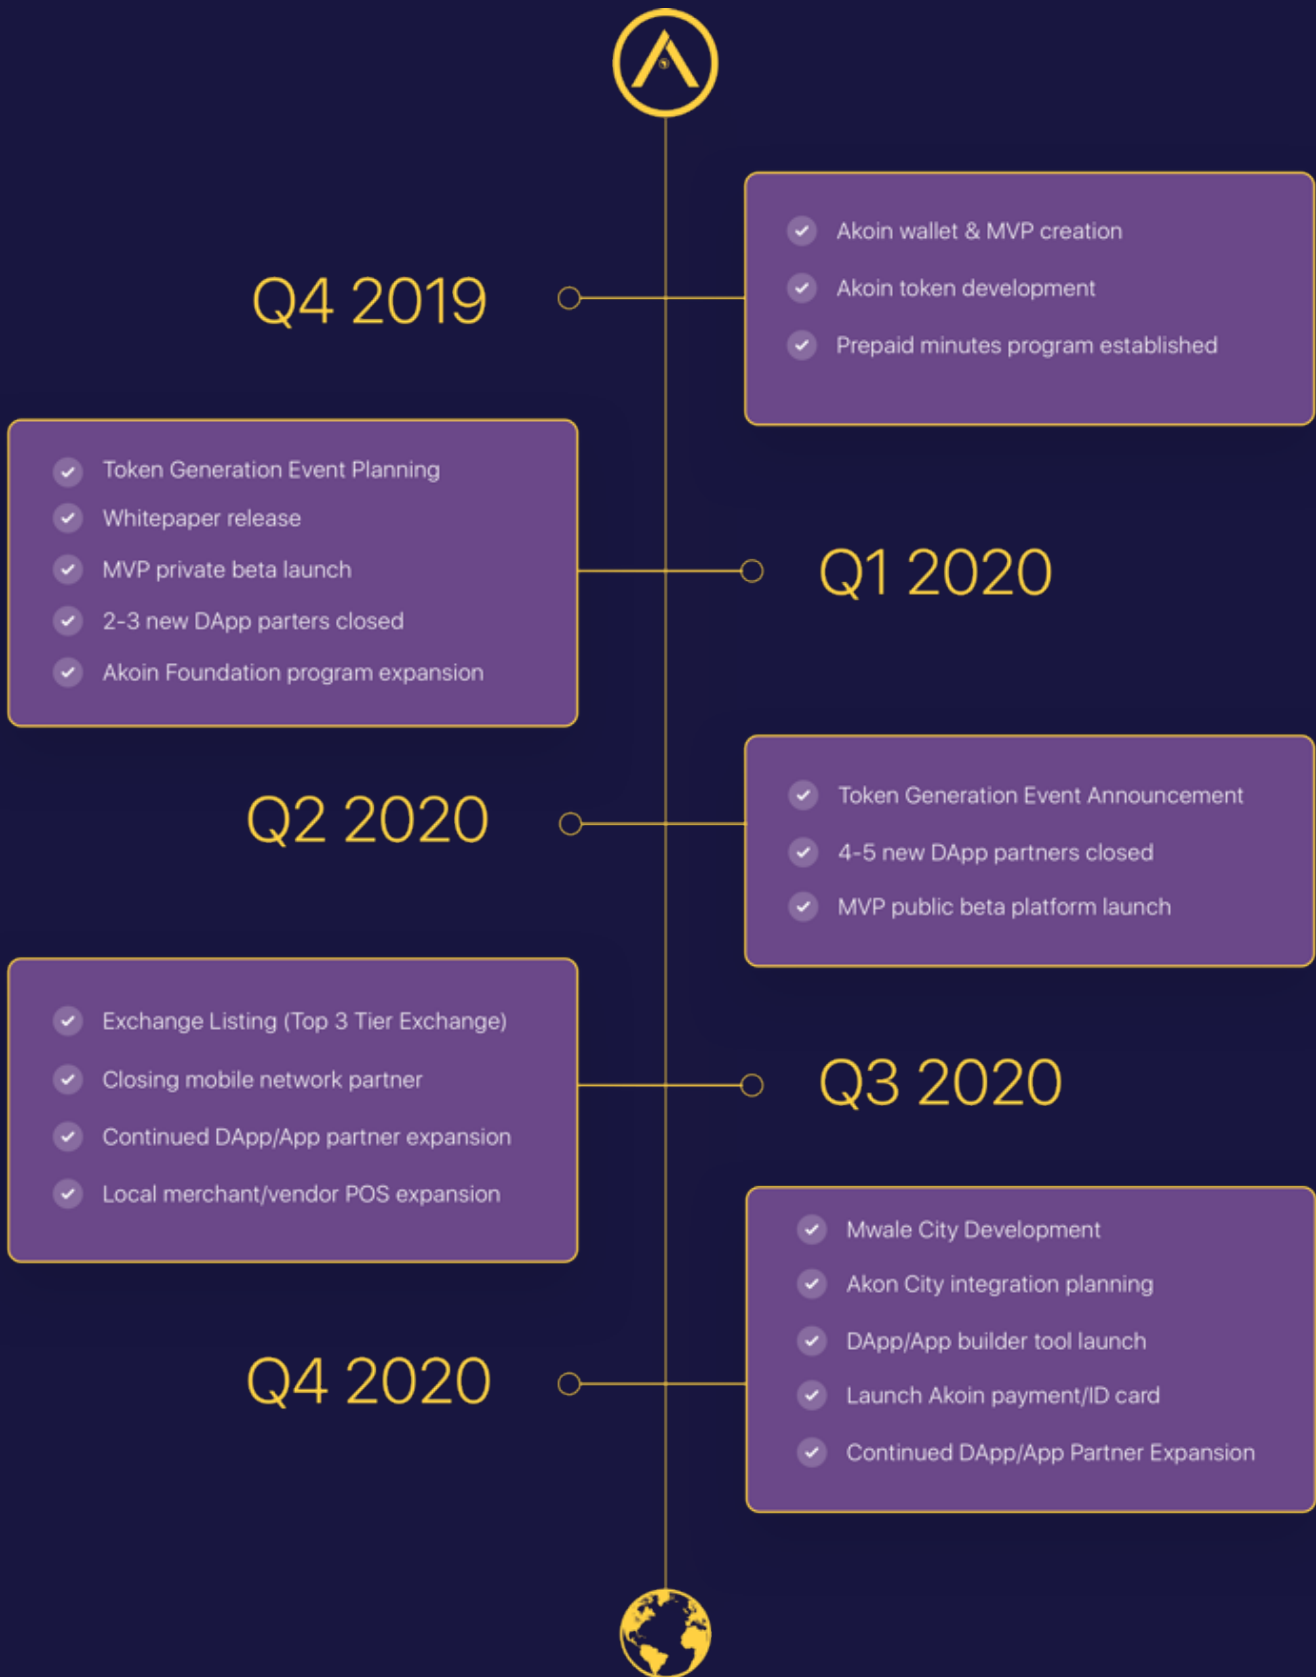 Q4 2019
Akoin wallet & MVP creation
Akoin token development
Prepaid minutes program established
Q1 2020
Token Generation Event Planning
Whitepaper release
MVP private beta launch
2-3 new DApp parters closed
Akoin Foundation program expansion
Q2 2020
Token Generation Event Announcement
4-5 new DApp partners closed
MVP public beta platform launch
Q3 2020
Exchange Listing (Top 3 Tier Exchange)
Closing mobile network partner
Continued DApp/App partner expansion
Local merchant/vendor POS expansion
Q4 2020
Mwale City Development
Akon City integration planning
DApp/App builder tool launch
Launch Akoin payment/ID card
Continued DApp/App Partner Expansion